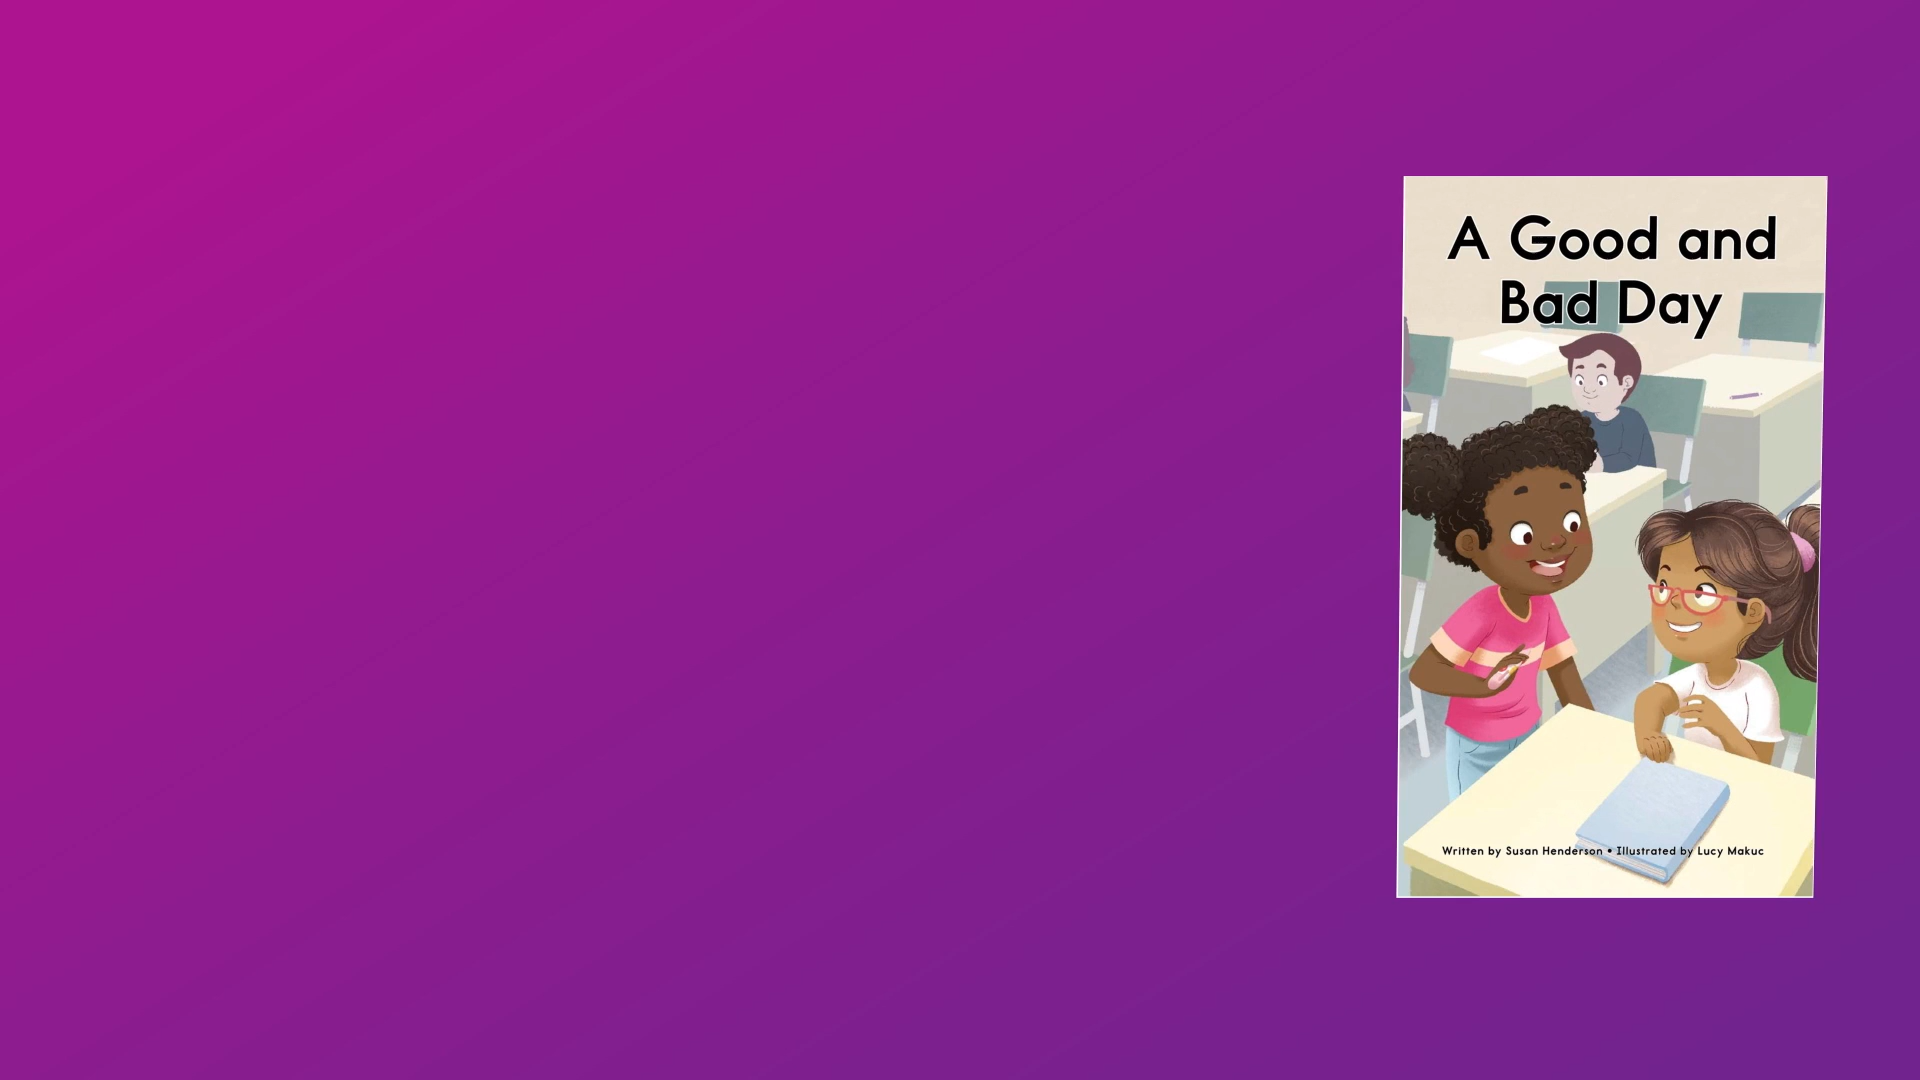 A Good and
Bad Day
Written by Susan Henderson • Illustrated by Lucy Makuc